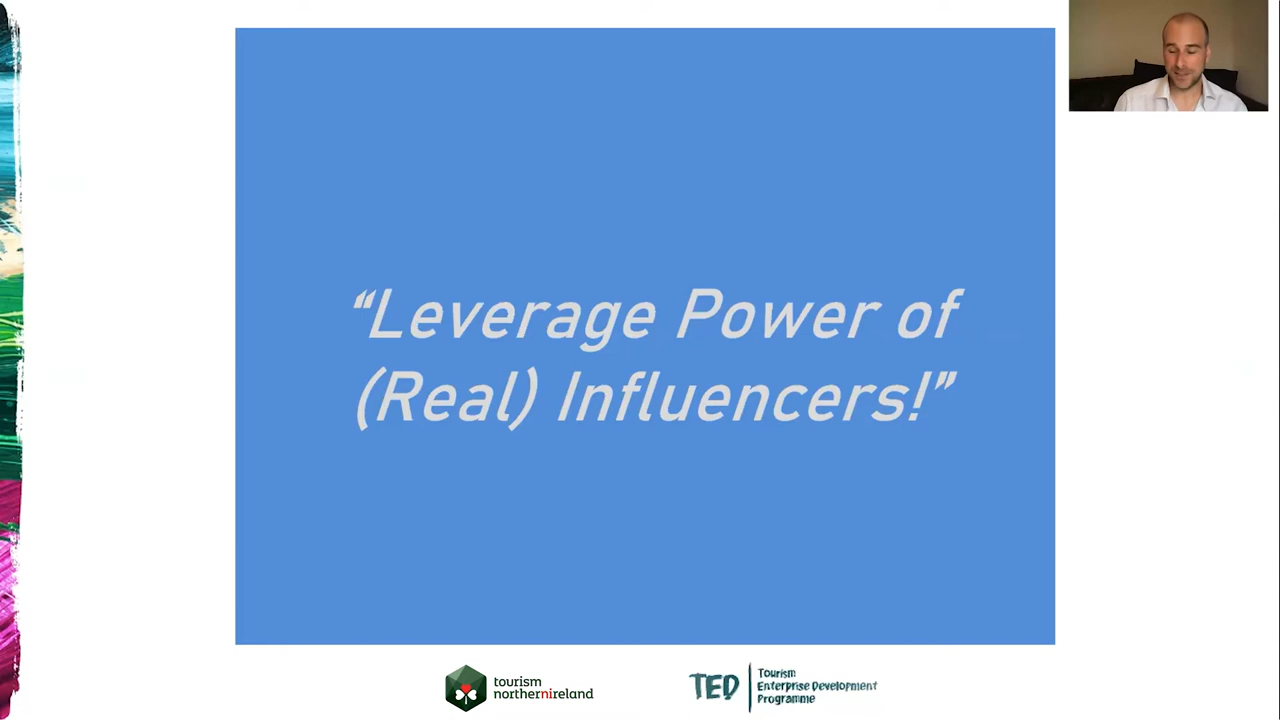 “Leverage Power of
(Real) Influencers!”
tourism
northernireland
TED
Tourism
Enterprise Development
Programme